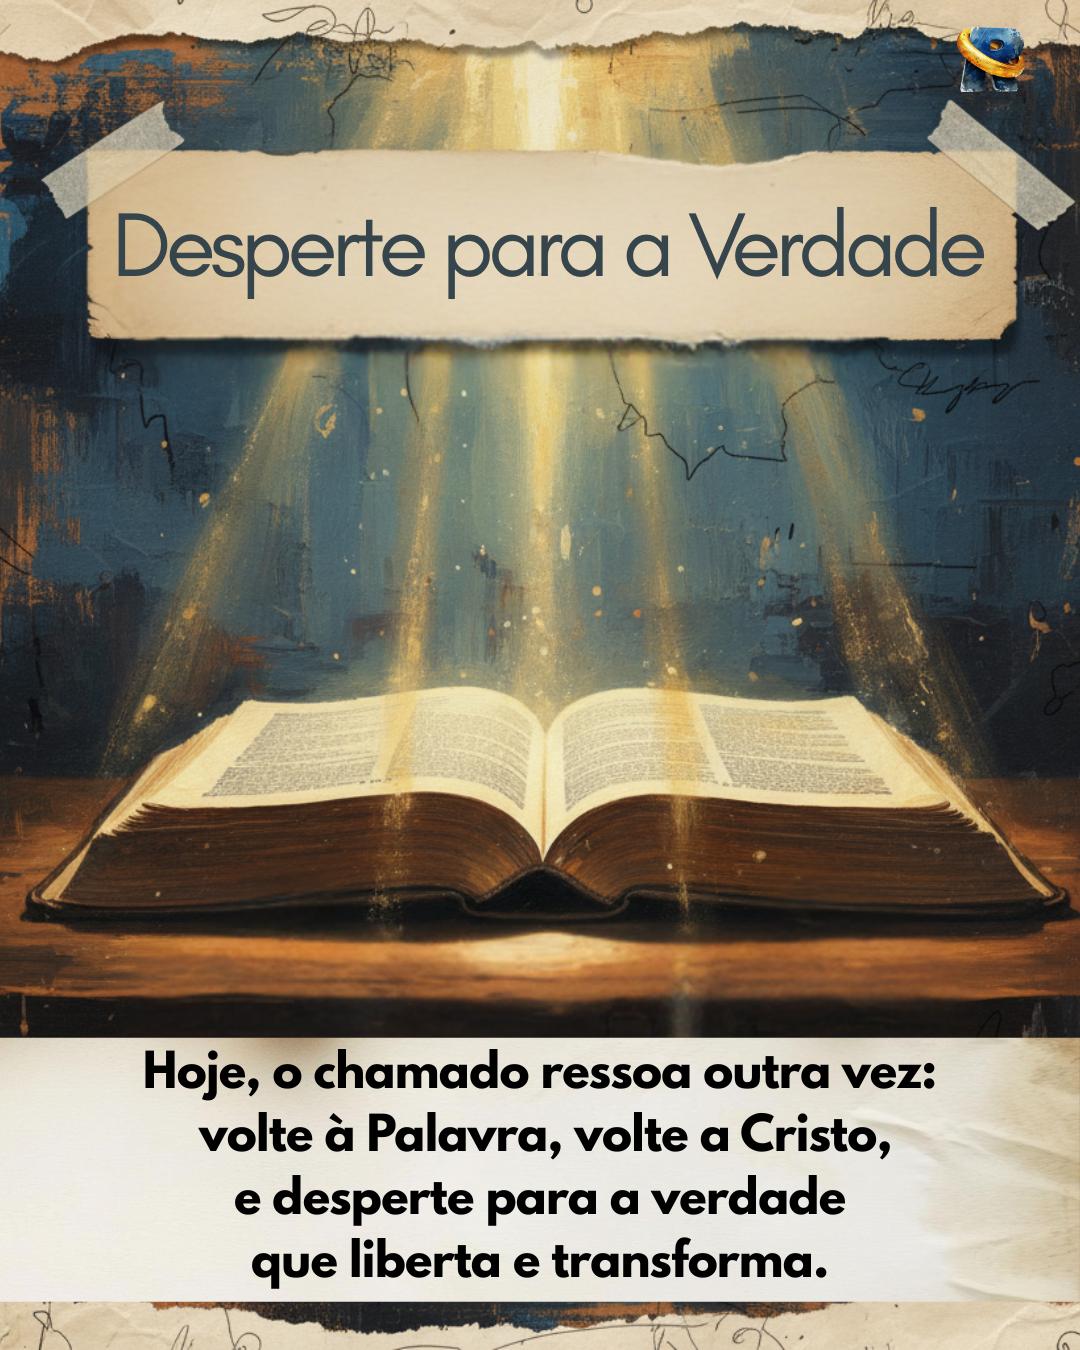 Desperte para a Verdade
Hoje, o chamado ressoa outra vez:
volte à Palavra, volte a Cristo,
e desperte para a verdade
que liberta e transforma.